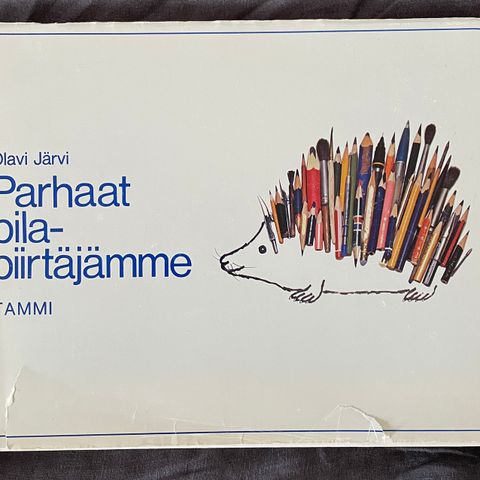 Olavi Järvi
Parhaat
pila-
piirtäjämme
TAMMI